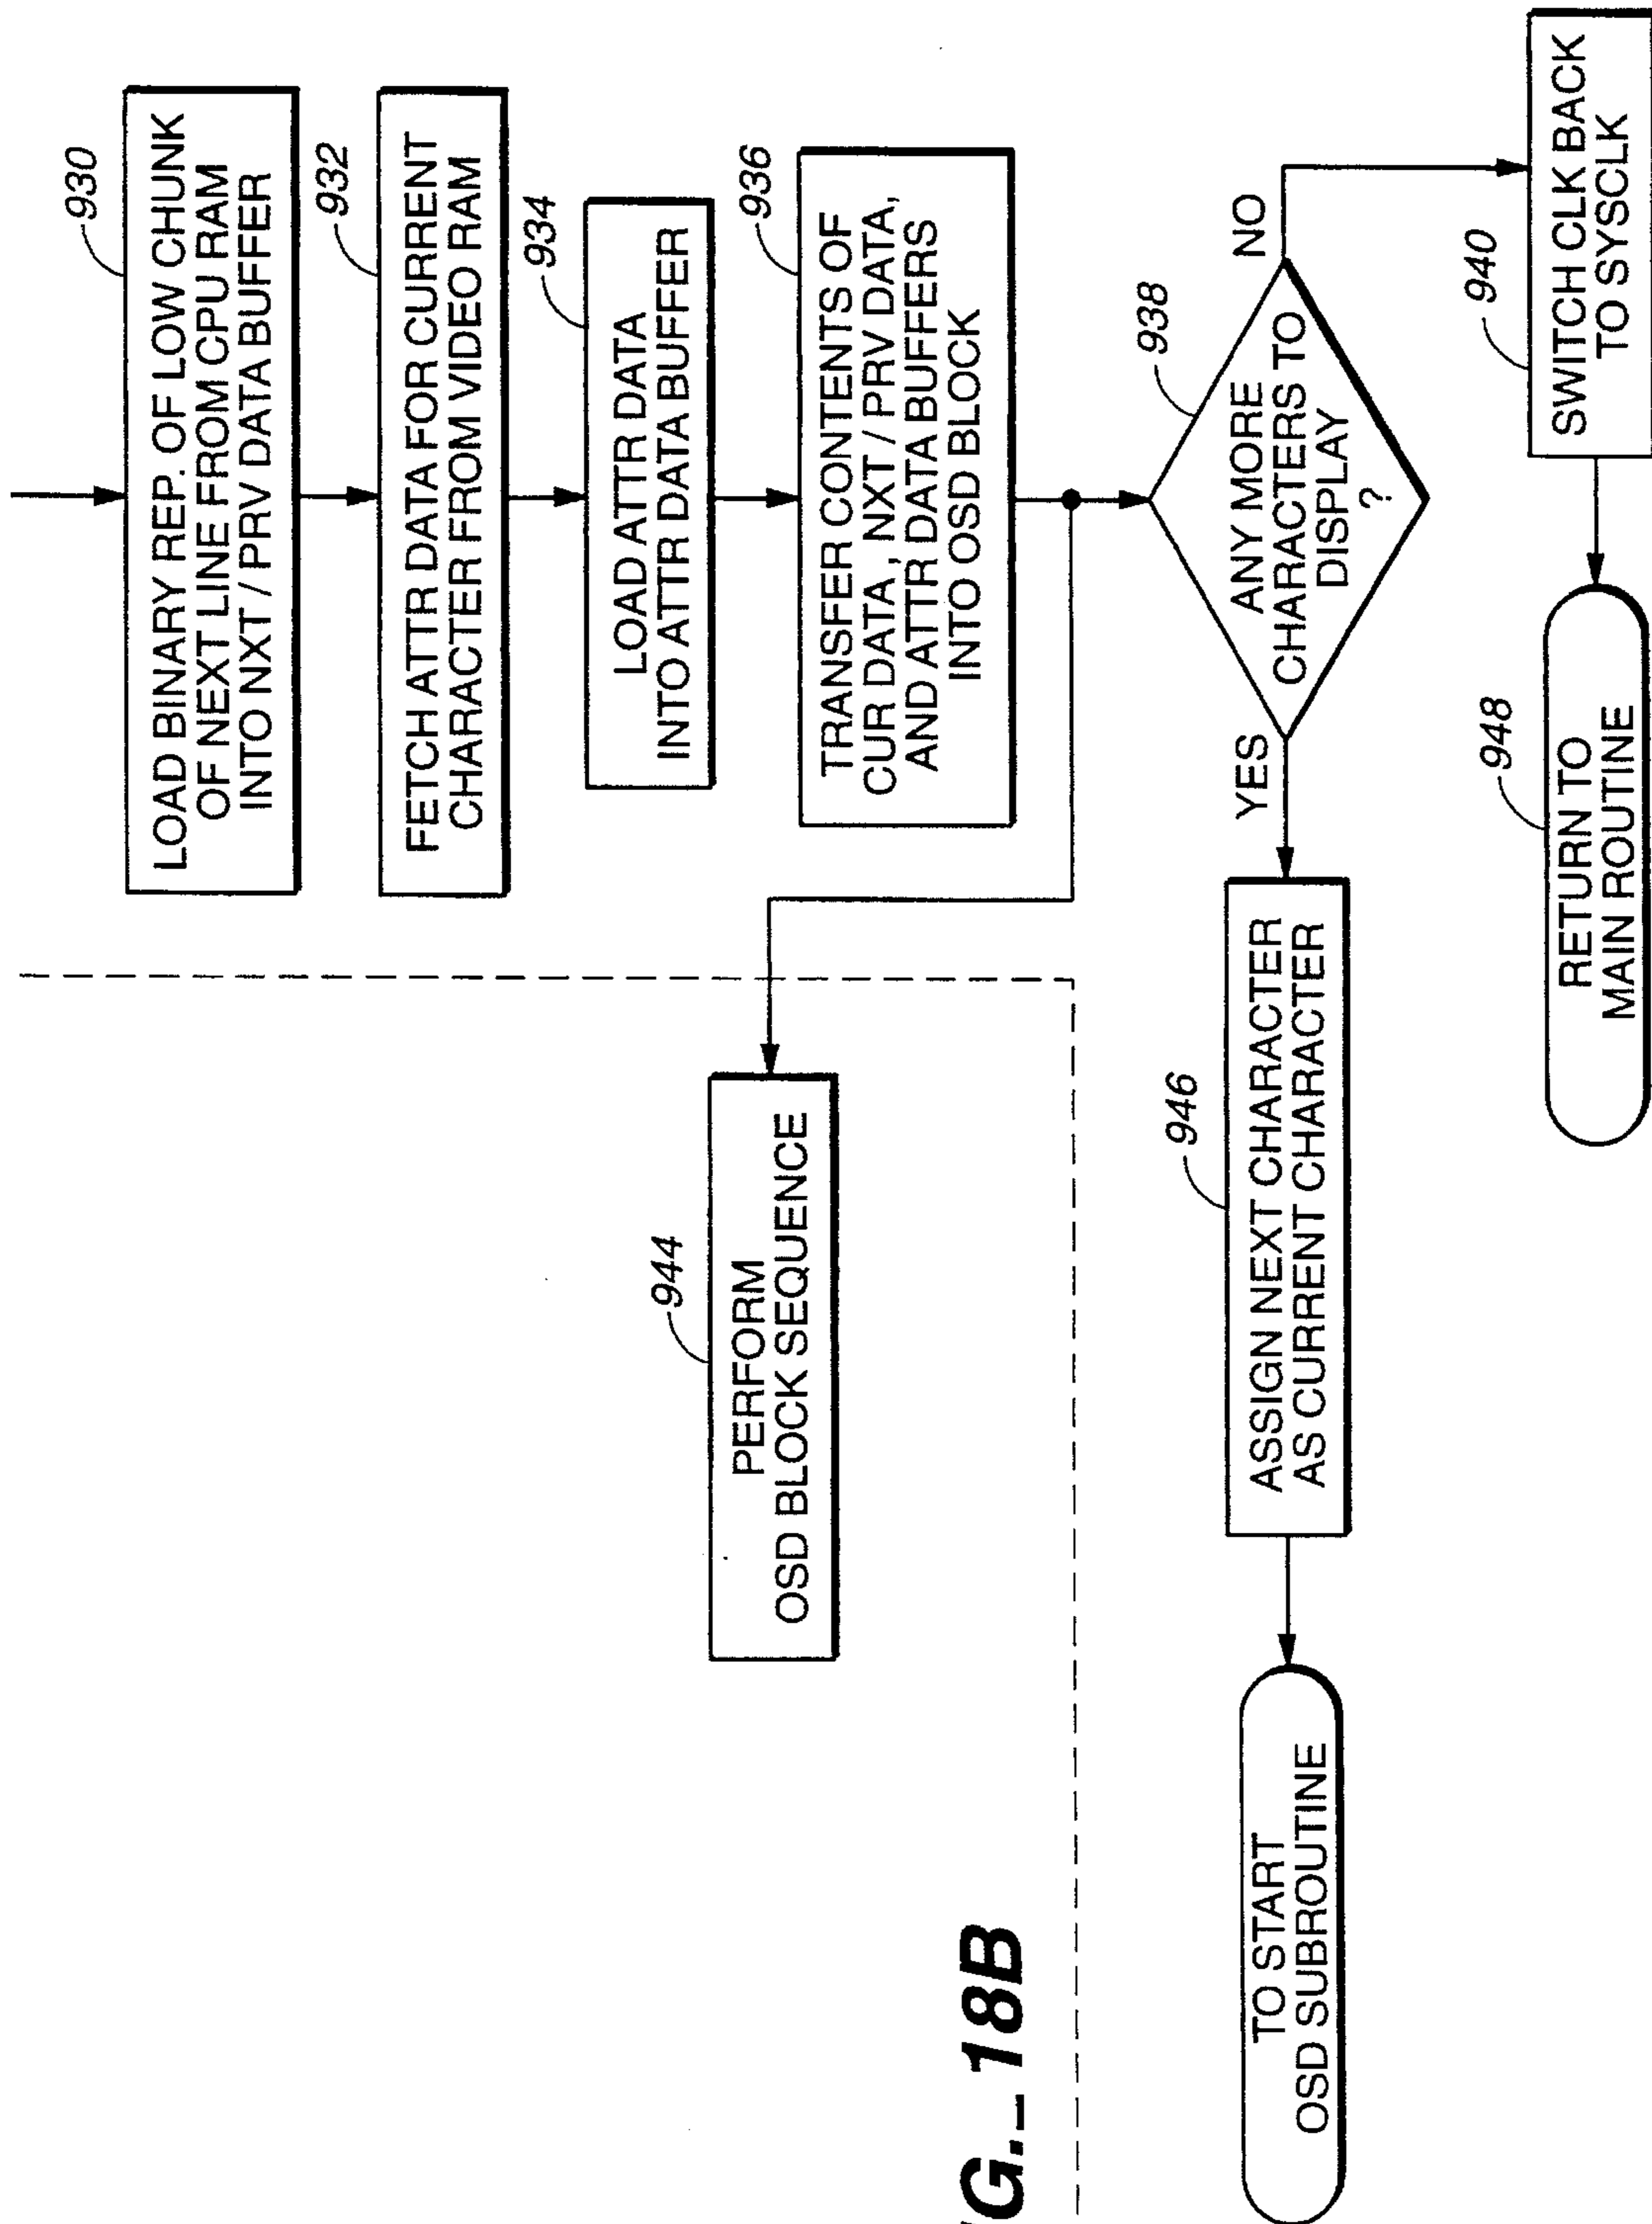 930
LOAD BINARY REP. OF LOW CHUNK
OF NEXT LINE FROM CPU RAM
INTO NXT / PRV DATA BUFFER
932
FETCH ATTR DATA FOR CURRENT
CHARACTER FROM VIDEO RAM
934
LOAD ATTR DATA
INTO ATTR DATA BUFFER
936
TRANSFER CONTENTS OF
CUR DATA, NXT / PRV DATA,
AND ATTR DATA BUFFERS
INTO OSD BLOCK
944
PERFORM
OSD BLOCK SEQUENCE
938
ANY MORE
CHARACTERS TO
DISPLAY
?
YES
NO
946
ASSIGN NEXT CHARACTER
AS CURRENT CHARACTER
TO START
OSD SUBROUTINE
940
SWITCH CLK BACK
TO SYSCLK
948
RETURN TO
MAIN ROUTINE
G._18B